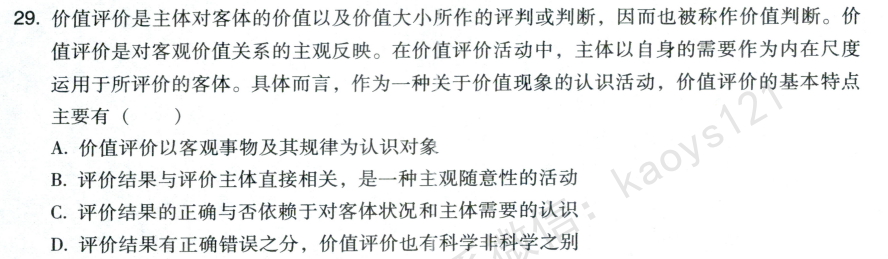 29. 价值评价是主体对客体的价值以及价值大小所作的评判或判断，因而也被称作价值判断。价
值评价是对客观价值关系的主观反映。在价值评价活动中，主体以自身的需要作为内在尺度
运用于所评价的客体。具体而言，作为一种关于价值现象的认识活动，价值评价的基本特点
主要有（　　）
A. 价值评价以客观事物及其规律为认识对象
B. 评价结果与评价主体直接相关，是一种主观随意性的活动
C. 评价结果的正确与否依赖于对客体状况和主体需要的认识
D. 评价结果有正确错误之分，价值评价也有科学非科学之别
微信：kaoys121